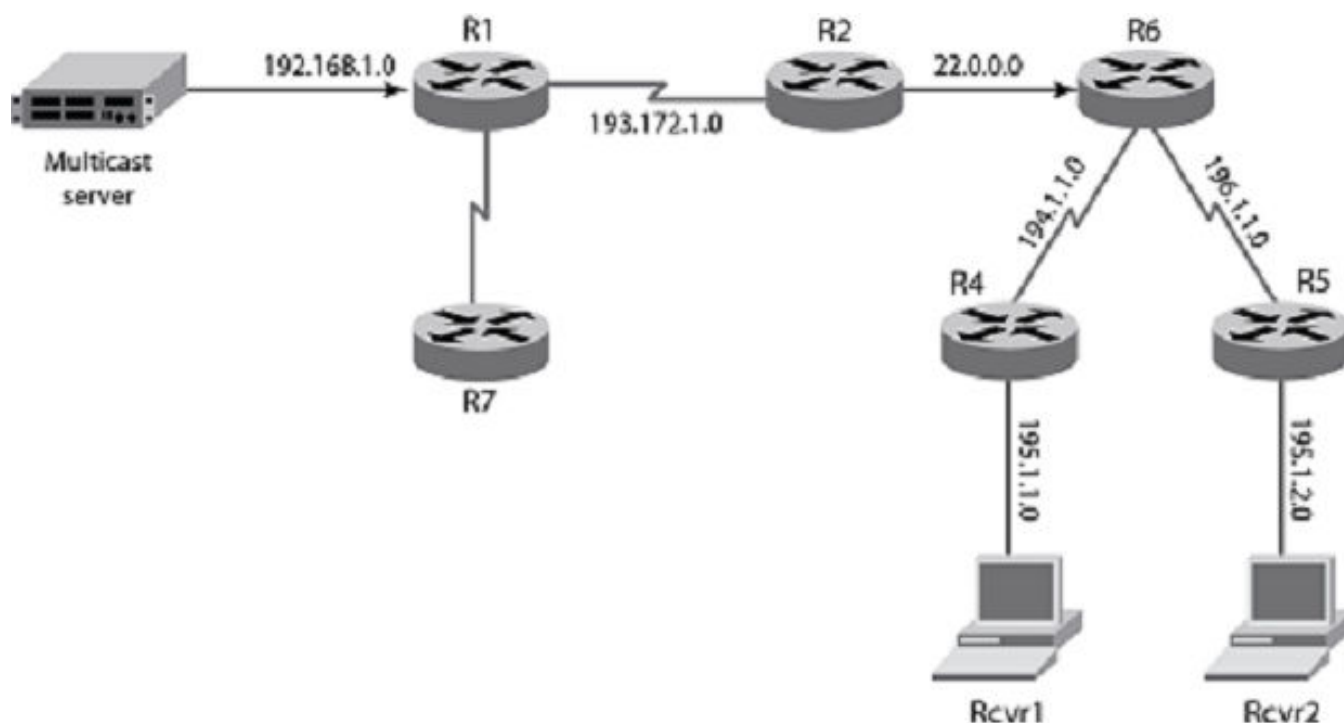 R1
R2
R6
192.168.1.0
22.0.0.0
193.172.1.0
Multicast
server
194.1.1.0
196.1.1.0
R4
R5
R7
195.1.1.0
195.1.2.0
Rcvr1
Rcvr2